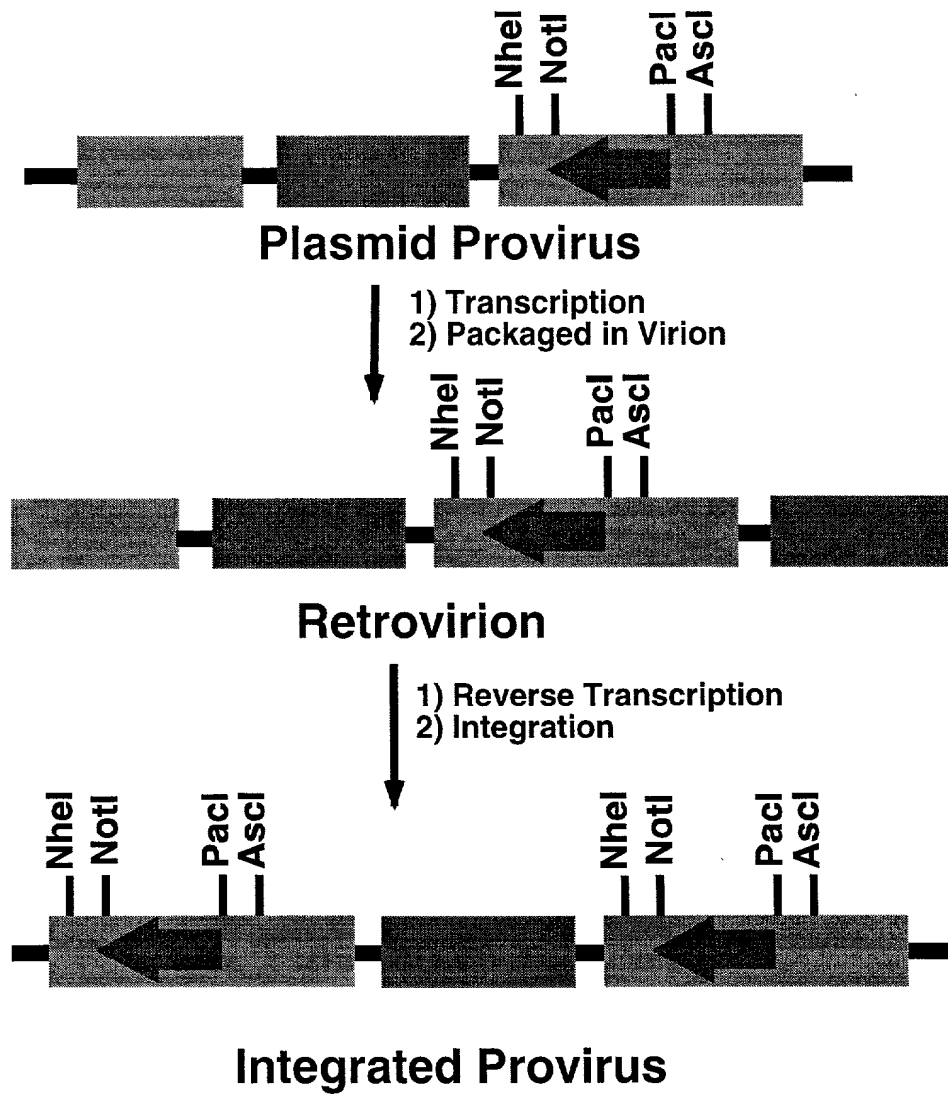 NheI NotI PacI AscI
Plasmid Provirus
1) Transcription
2) Packaged in Virion
NheI NotI PacI AscI
Retrovirion
1) Reverse Transcription
2) Integration
NheI NotI PacI AscI NheI NotI PacI AscI
Integrated Provirus